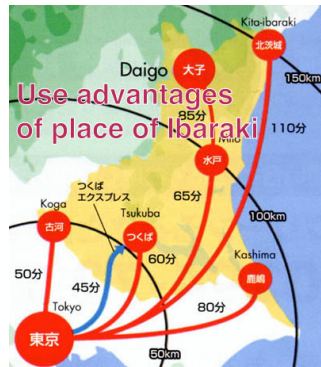 Kita-ibaraki
北茨城
Daigo
大子
150km
Use advantages
85分
of place of Ibaraki
110分
Mito
水戸
つくば
エクスプレス
65分
100km
Koga
Tsukuba
古河
つくば
Kashima
60分
鹿嶋
50分
45分
Tokyo
80分
東京
50km